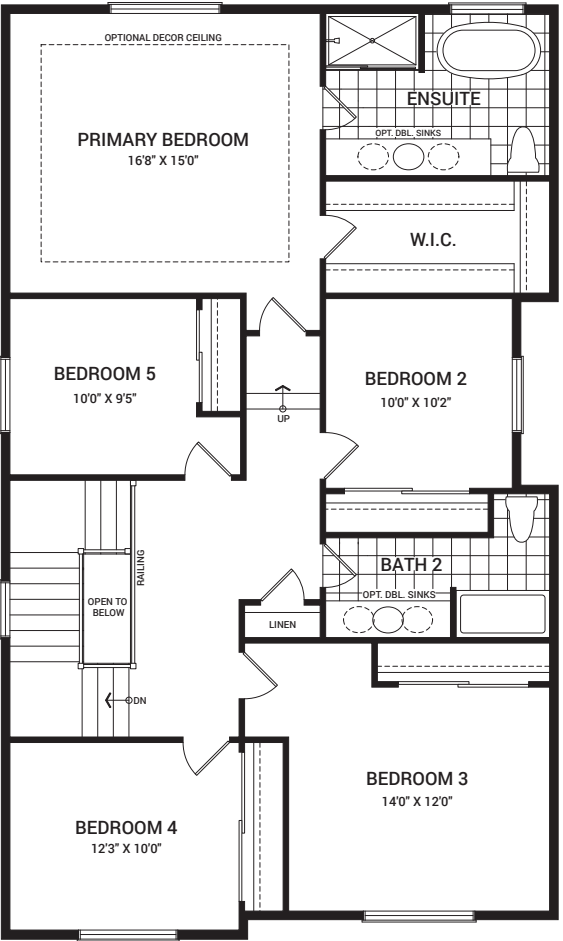 OPTIONAL DECOR CEILING
PRIMARY BEDROOM
16'8" X 15'0"
ENSUITE
OPT. DBL. SINKS
W.I.C.
BEDROOM 5
10'0" X 9'5"
BEDROOM 2
10'0" X 10'2"
UP
RAILING
OPEN TO
BELOW
BATH 2
OPT. DBL. SINKS
LINEN
DN
BEDROOM 3
14'0" X 12'0"
BEDROOM 4
12'3" X 10'0"